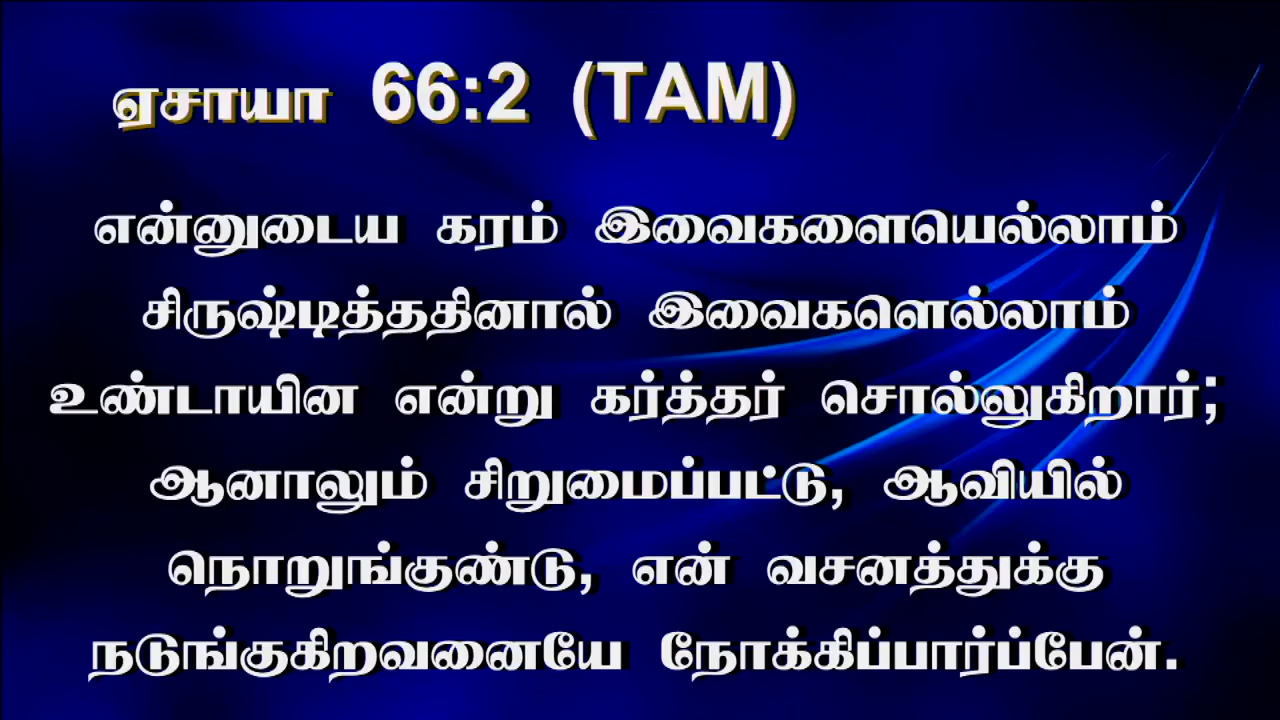 ஏசாயா 66:2 (TAM)
என்னுடைய கரம் இவைகளையெல்லாம்
சிருஷ்டித்ததினால் இவைகளெல்லாம்
உண்டாயின என்று கர்த்தர் சொல்லுகிறார்;
ஆனாலும் சிறுமைப்பட்டு, ஆவியில்
நொறுங்குண்டு, என் வசனத்துக்கு
நடுங்குகிறவனையே நோக்கிப்பார்ப்பேன்.